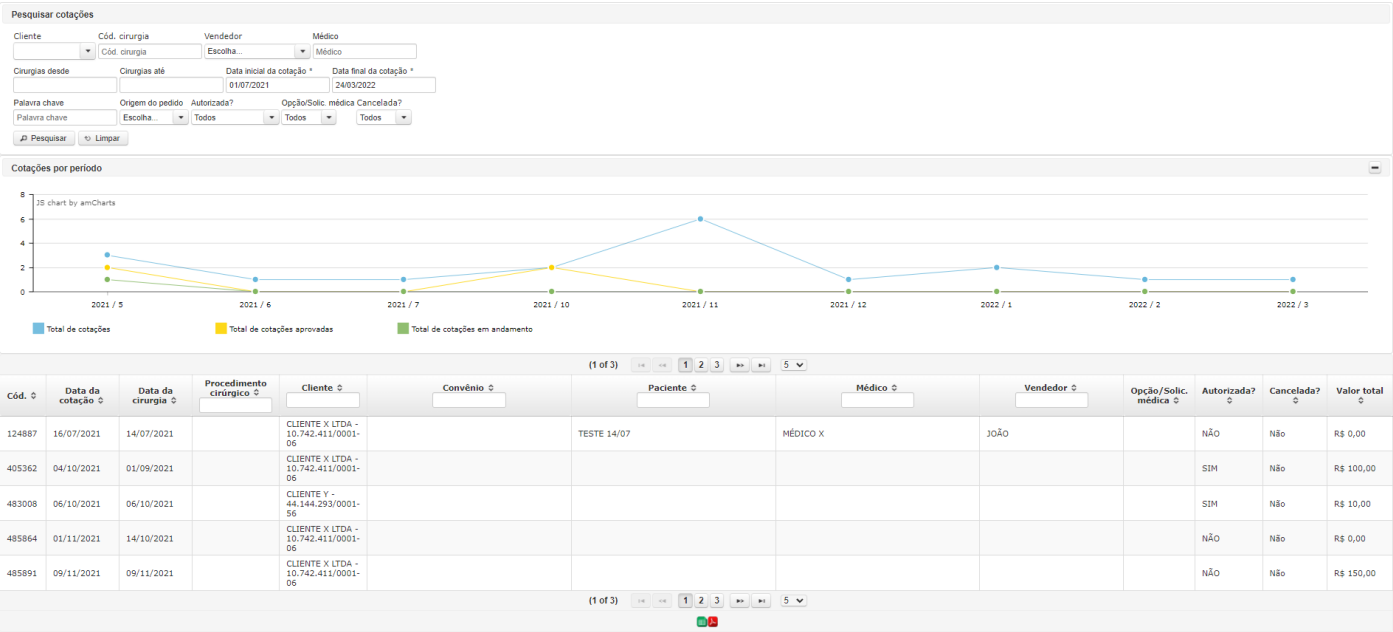 Pesquisar cotações
Cliente Cód. cirurgia Vendedor Médico
Cód. cirurgia Escolha... Médico
Cirurgias desde Cirurgias até Data inicial da cotação * Data final da cotação *
01/07/2021 24/03/2022
Palavra chave Origem do pedido Autorizada? Opção/Solic. médica Cancelada?
Palavra chave Escolha... Todos Todos Todos
Pesquisar Limpar
Cotações por período
8
JS chart by amCharts
6
4
2
0
2021 / 5 2021 / 6 2021 / 7 2021 / 10 2021 / 11 2021 / 12 2022 / 1 2022 / 2 2022 / 3
Total de cotações Total de cotações aprovadas Total de cotações em andamento
(1 of 3) 1 2 3 5
Cód. Data da cotação Data da cirurgia Procedimento cirúrgico Cliente Convênio Paciente Médico Vendedor Opção/Solic. médica Autorizada? Cancelada? Valor total
124887 16/07/2021 14/07/2021 CLIENTE X LTDA - 10.742.411/0001-06 TESTE 14/07 MÉDICO X JOÃO NÃO Não R$ 0,00
405362 04/10/2021 01/09/2021 CLIENTE X LTDA - 10.742.411/0001-06 SIM Não R$ 100,00
483008 06/10/2021 06/10/2021 CLIENTE Y - 44.144.293/0001-56 SIM Não R$ 10,00
485864 01/11/2021 14/10/2021 CLIENTE X LTDA - 10.742.411/0001-06 NÃO Não R$ 0,00
485891 09/11/2021 09/11/2021 CLIENTE X LTDA - 10.742.411/0001-06 NÃO Não R$ 150,00
(1 of 3) 1 2 3 5